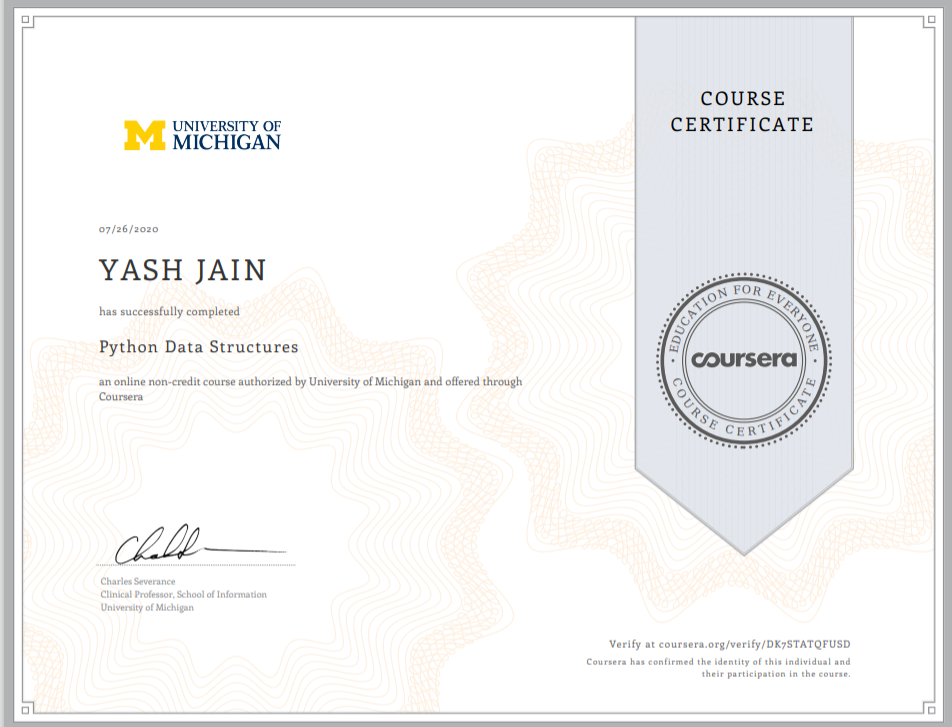 UNIVERSITY OF
MICHIGAN
COURSE
CERTIFICATE
07/26/2020
YASH JAIN
has successfully completed
Python Data Structures
an online non-credit course authorized by University of Michigan and offered through
Coursera
EDUCATION FOR EVERYONE
coursera
COURSE CERTIFICATE
Charles Severance
Clinical Professor, School of Information
University of Michigan
Verify at coursera.org/verify/DK7STATQFUSD
Coursera has confirmed the identity of this individual and
their participation in the course.